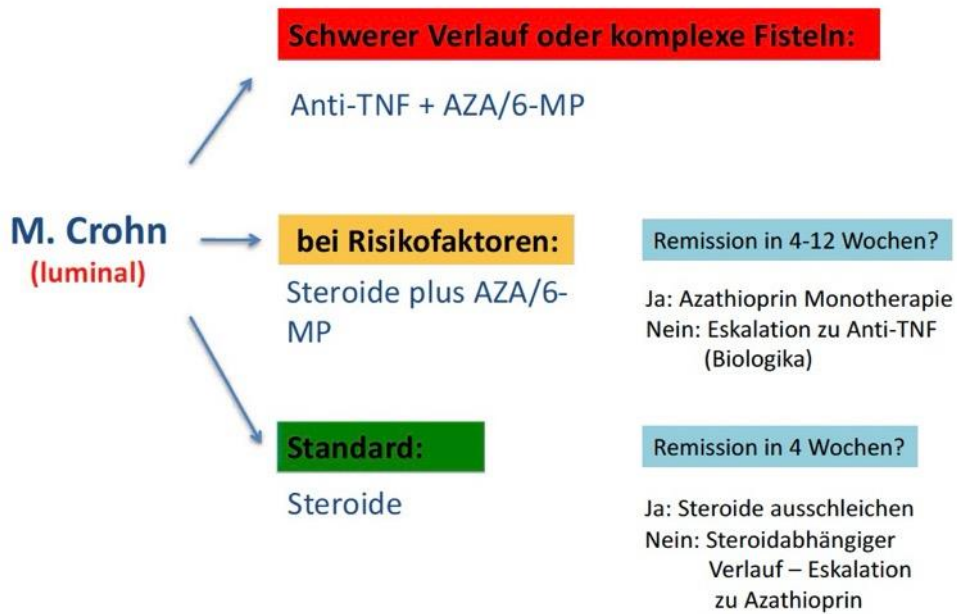 Schwerer Verlauf oder komplexe Fisteln:
Anti-TNF + AZA/6-MP
M. Crohn
(luminal)
bei Risikofaktoren:
Steroide plus AZA/6-
MP
Remission in 4-12 Wochen?
Ja: Azathioprin Monotherapie
Nein: Eskalation zu Anti-TNF
(Biologika)
Standard:
Steroide
Remission in 4 Wochen?
Ja: Steroide ausschleichen
Nein: Steroidabhängiger
Verlauf – Eskalation
zu Azathioprin